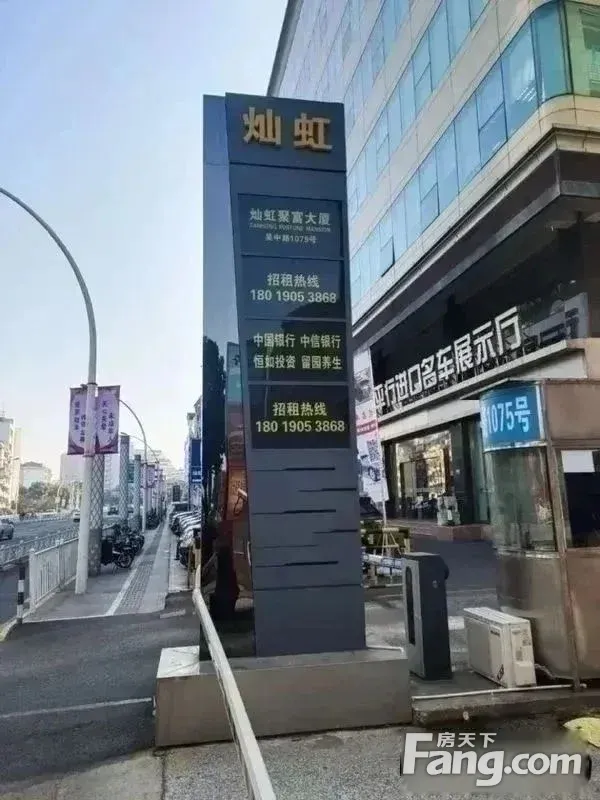 灿虹
灿虹聚富大厦
CANHONG FORTUNE MANSION
吴中路1079号
招租热线
180 1905 3868
中国银行 中信银行
恒如投资 留园养生
招租热线
180 1905 3868
平行进口名车展示厅
1075号
房天下
Fang.com